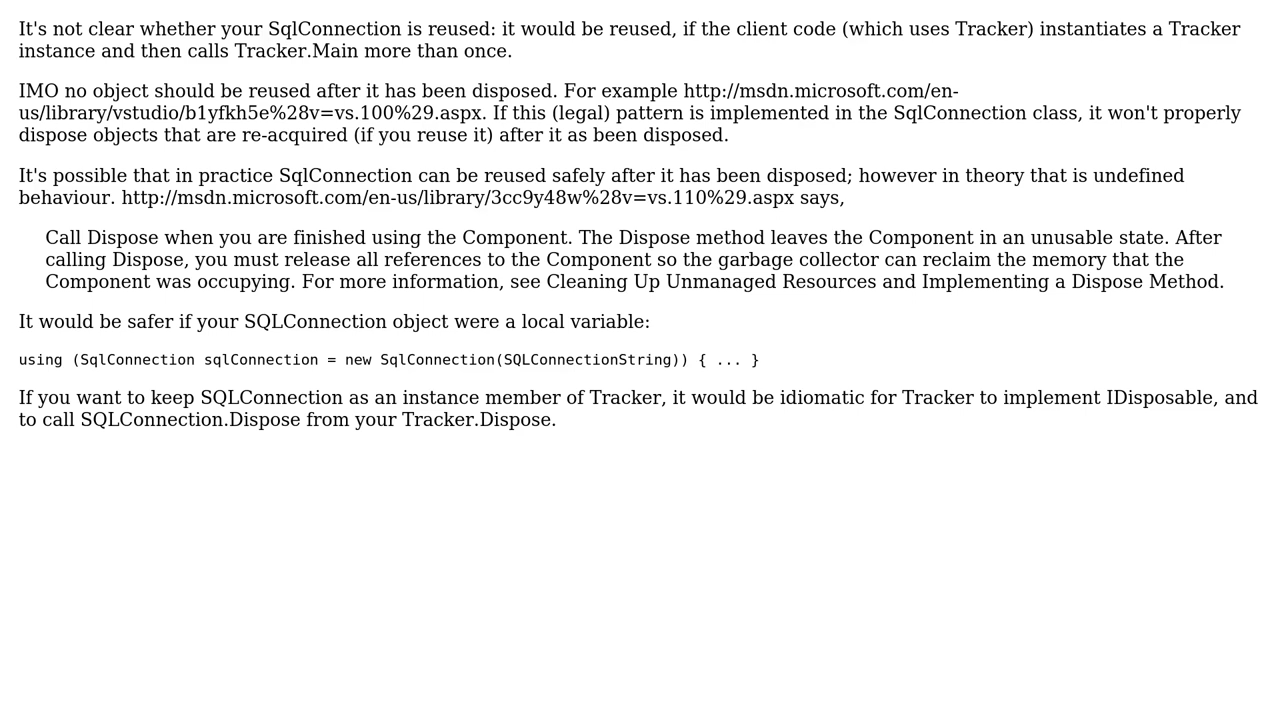 It's not clear whether your SqlConnection is reused: it would be reused, if the client code (which uses Tracker) instantiates a Tracker
instance and then calls Tracker.Main more than once.
IMO no object should be reused after it has been disposed. For example http://msdn.microsoft.com/en-
us/library/vstudio/b1yfkh5e%28v=vs.100%29.aspx. If this (legal) pattern is implemented in the SqlConnection class, it won't properly
dispose objects that are re-acquired (if you reuse it) after it as been disposed.
It's possible that in practice SqlConnection can be reused safely after it has been disposed; however in theory that is undefined
behaviour. http://msdn.microsoft.com/en-us/library/3cc9y48w%28v=vs.110%29.aspx says,
Call Dispose when you are finished using the Component. The Dispose method leaves the Component in an unusable state. After
calling Dispose, you must release all references to the Component so the garbage collector can reclaim the memory that the
Component was occupying. For more information, see Cleaning Up Unmanaged Resources and Implementing a Dispose Method.
It would be safer if your SQLConnection object were a local variable:
using (SqlConnection sqlConnection = new SqlConnection(SQLConnectionString)) { ... }
If you want to keep SQLConnection as an instance member of Tracker, it would be idiomatic for Tracker to implement IDisposable, and
to call SQLConnection.Dispose from your Tracker.Dispose.